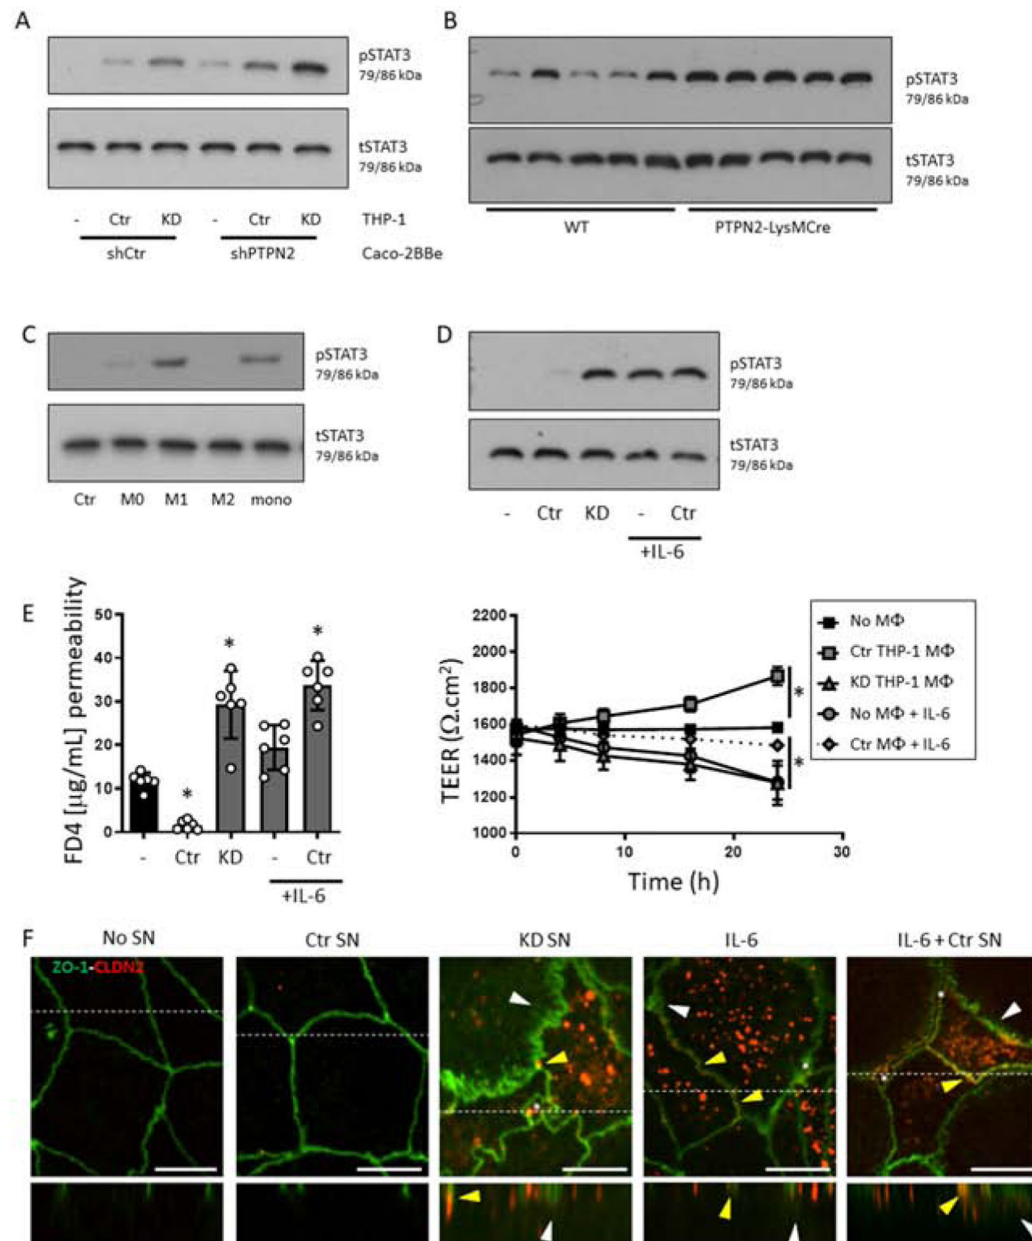 A
pSTAT3
79/86 kDa
tSTAT3
79/86 kDa
- Ctr KD - Ctr KD THP-1
shCtr shPTPN2 Caco-2BBe
B
pSTAT3
79/86 kDa
tSTAT3
79/86 kDa
WT PTPN2-LysMCre
C
pSTAT3
79/86 kDa
tSTAT3
79/86 kDa
Ctr M0 M1 M2 mono
D
pSTAT3
79/86 kDa
tSTAT3
79/86 kDa
- Ctr KD - Ctr
+IL-6
E
FD4 [µg/mL] permeability
50
40
30
20
10
0
* * *
- Ctr KD - Ctr
+IL-6
TEER (Ω.cm²)
2200
2000
1800
1600
1400
1200
1000
0 10 20 30
Time (h)
*
*
No MΦ
Ctr THP-1 MΦ
KD THP-1 MΦ
No MΦ + IL-6
Ctr MΦ + IL-6
F
No SN Ctr SN KD SN IL-6 IL-6 + Ctr SN
ZO-1-CLDN2